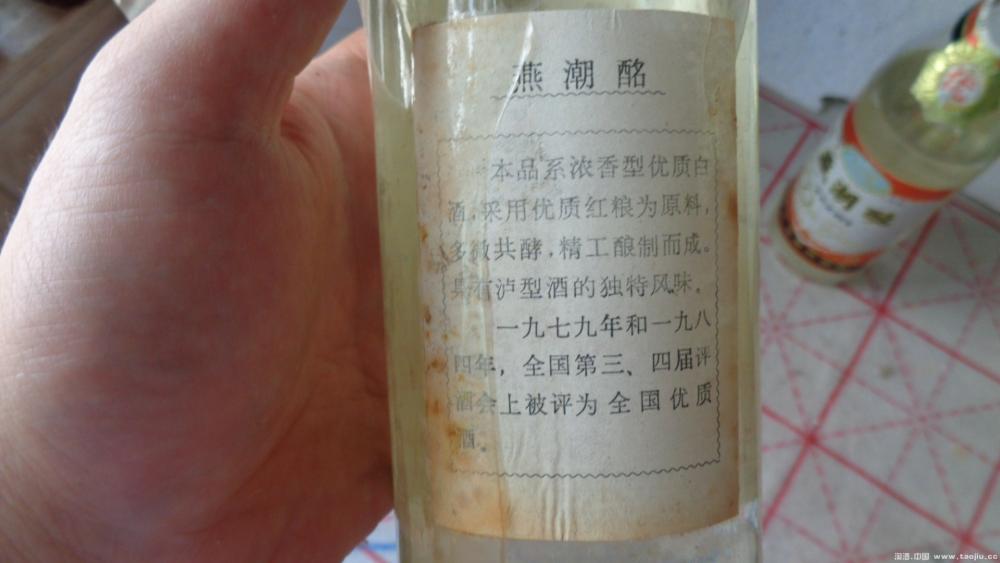 燕潮酩
本品系浓香型优质白
酒,采用优质红粮为原料,
多微共酵,精工酿制而成。
具有泸型酒的独特风味。
一九七九年和一九八
四年,全国第三、四届评
酒会上被评为全国优质
酒。
淘酒.中国 www.taojiu.cc